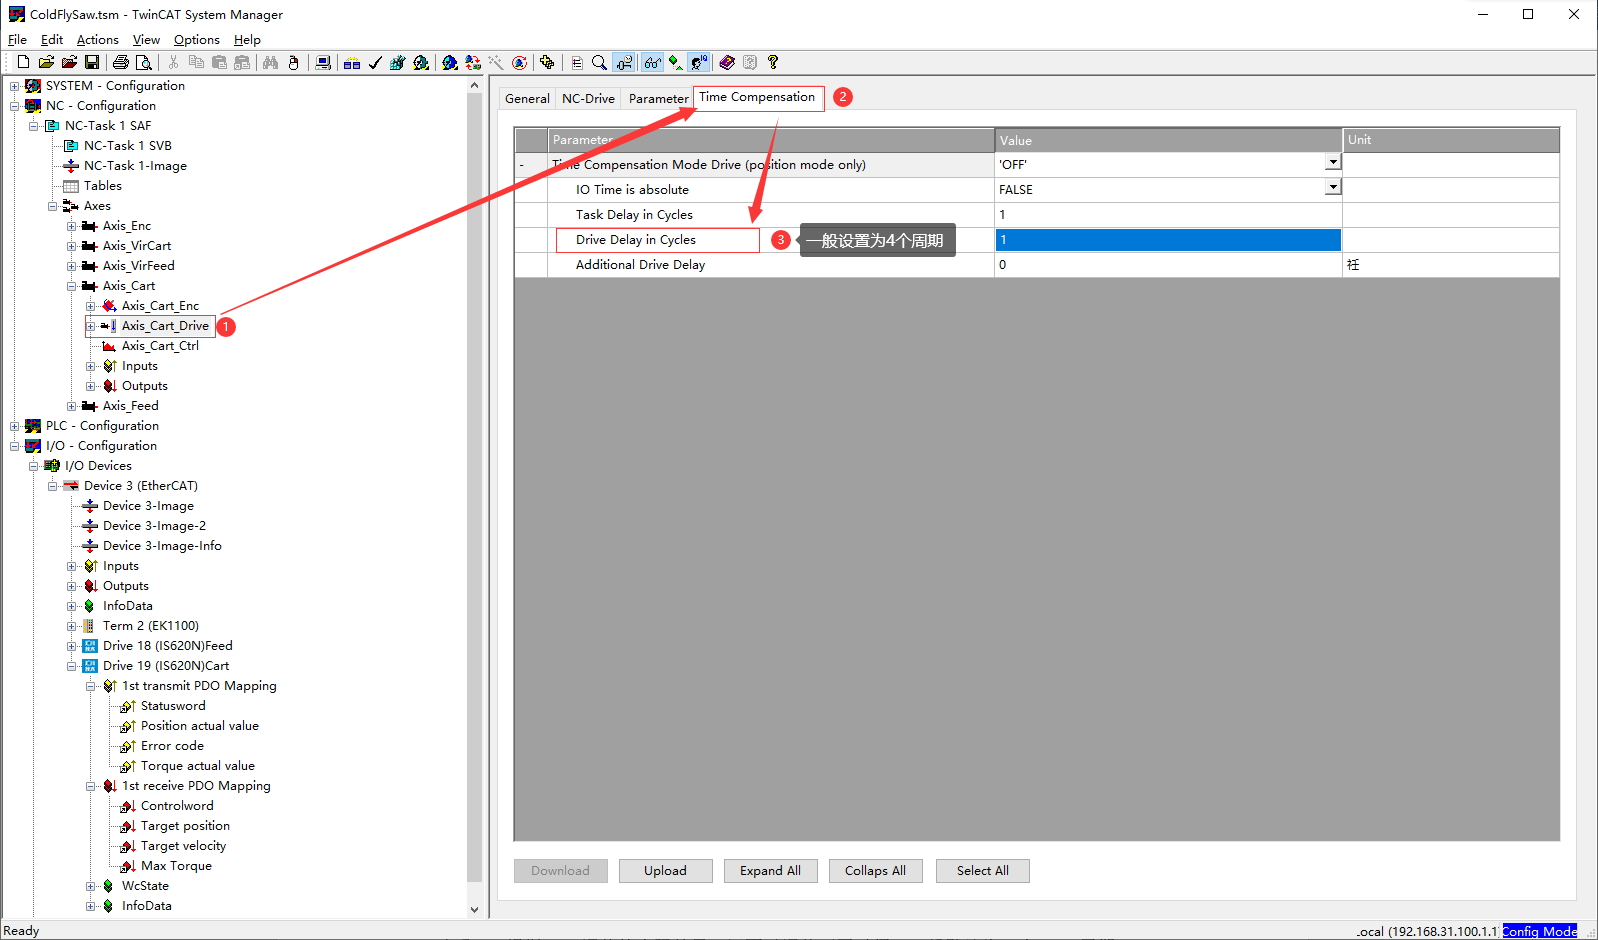 ColdFlySaw.tsm - TwinCAT System Manager
File Edit Actions View Options Help
SYSTEM - Configuration
NC - Configuration
NC-Task 1 SAF
NC-Task 1 SVB
NC-Task 1-Image
Tables
Axes
Axis_Enc
Axis_VirCart
Axis_VirFeed
Axis_Cart
Axis_Cart_Enc
Axis_Cart_Drive 1
Axis_Cart_Ctrl
Inputs
Outputs
Axis_Feed
PLC - Configuration
I/O - Configuration
I/O Devices
Device 3 (EtherCAT)
Device 3-Image
Device 3-Image-2
Device 3-Image-Info
Inputs
Outputs
InfoData
Term 2 (EK1100)
Drive 18 (IS620N)Feed
Drive 19 (IS620N)Cart
1st transmit PDO Mapping
Statusword
Position actual value
Error code
Torque actual value
1st receive PDO Mapping
Controlword
Target position
Target velocity
Max Torque
WcState
InfoData
General NC-Drive Parameter Time Compensation 2
Parameter Value Unit
- Time Compensation Mode Drive (position mode only) 'OFF'
IO Time is absolute FALSE
Task Delay in Cycles 1
Drive Delay in Cycles 3 一般设置为4个周期 1
Additional Drive Delay 0 祍
Download Upload Expand All Collaps All Select All
Ready Local (192.168.31.100.1.1) Config Mode